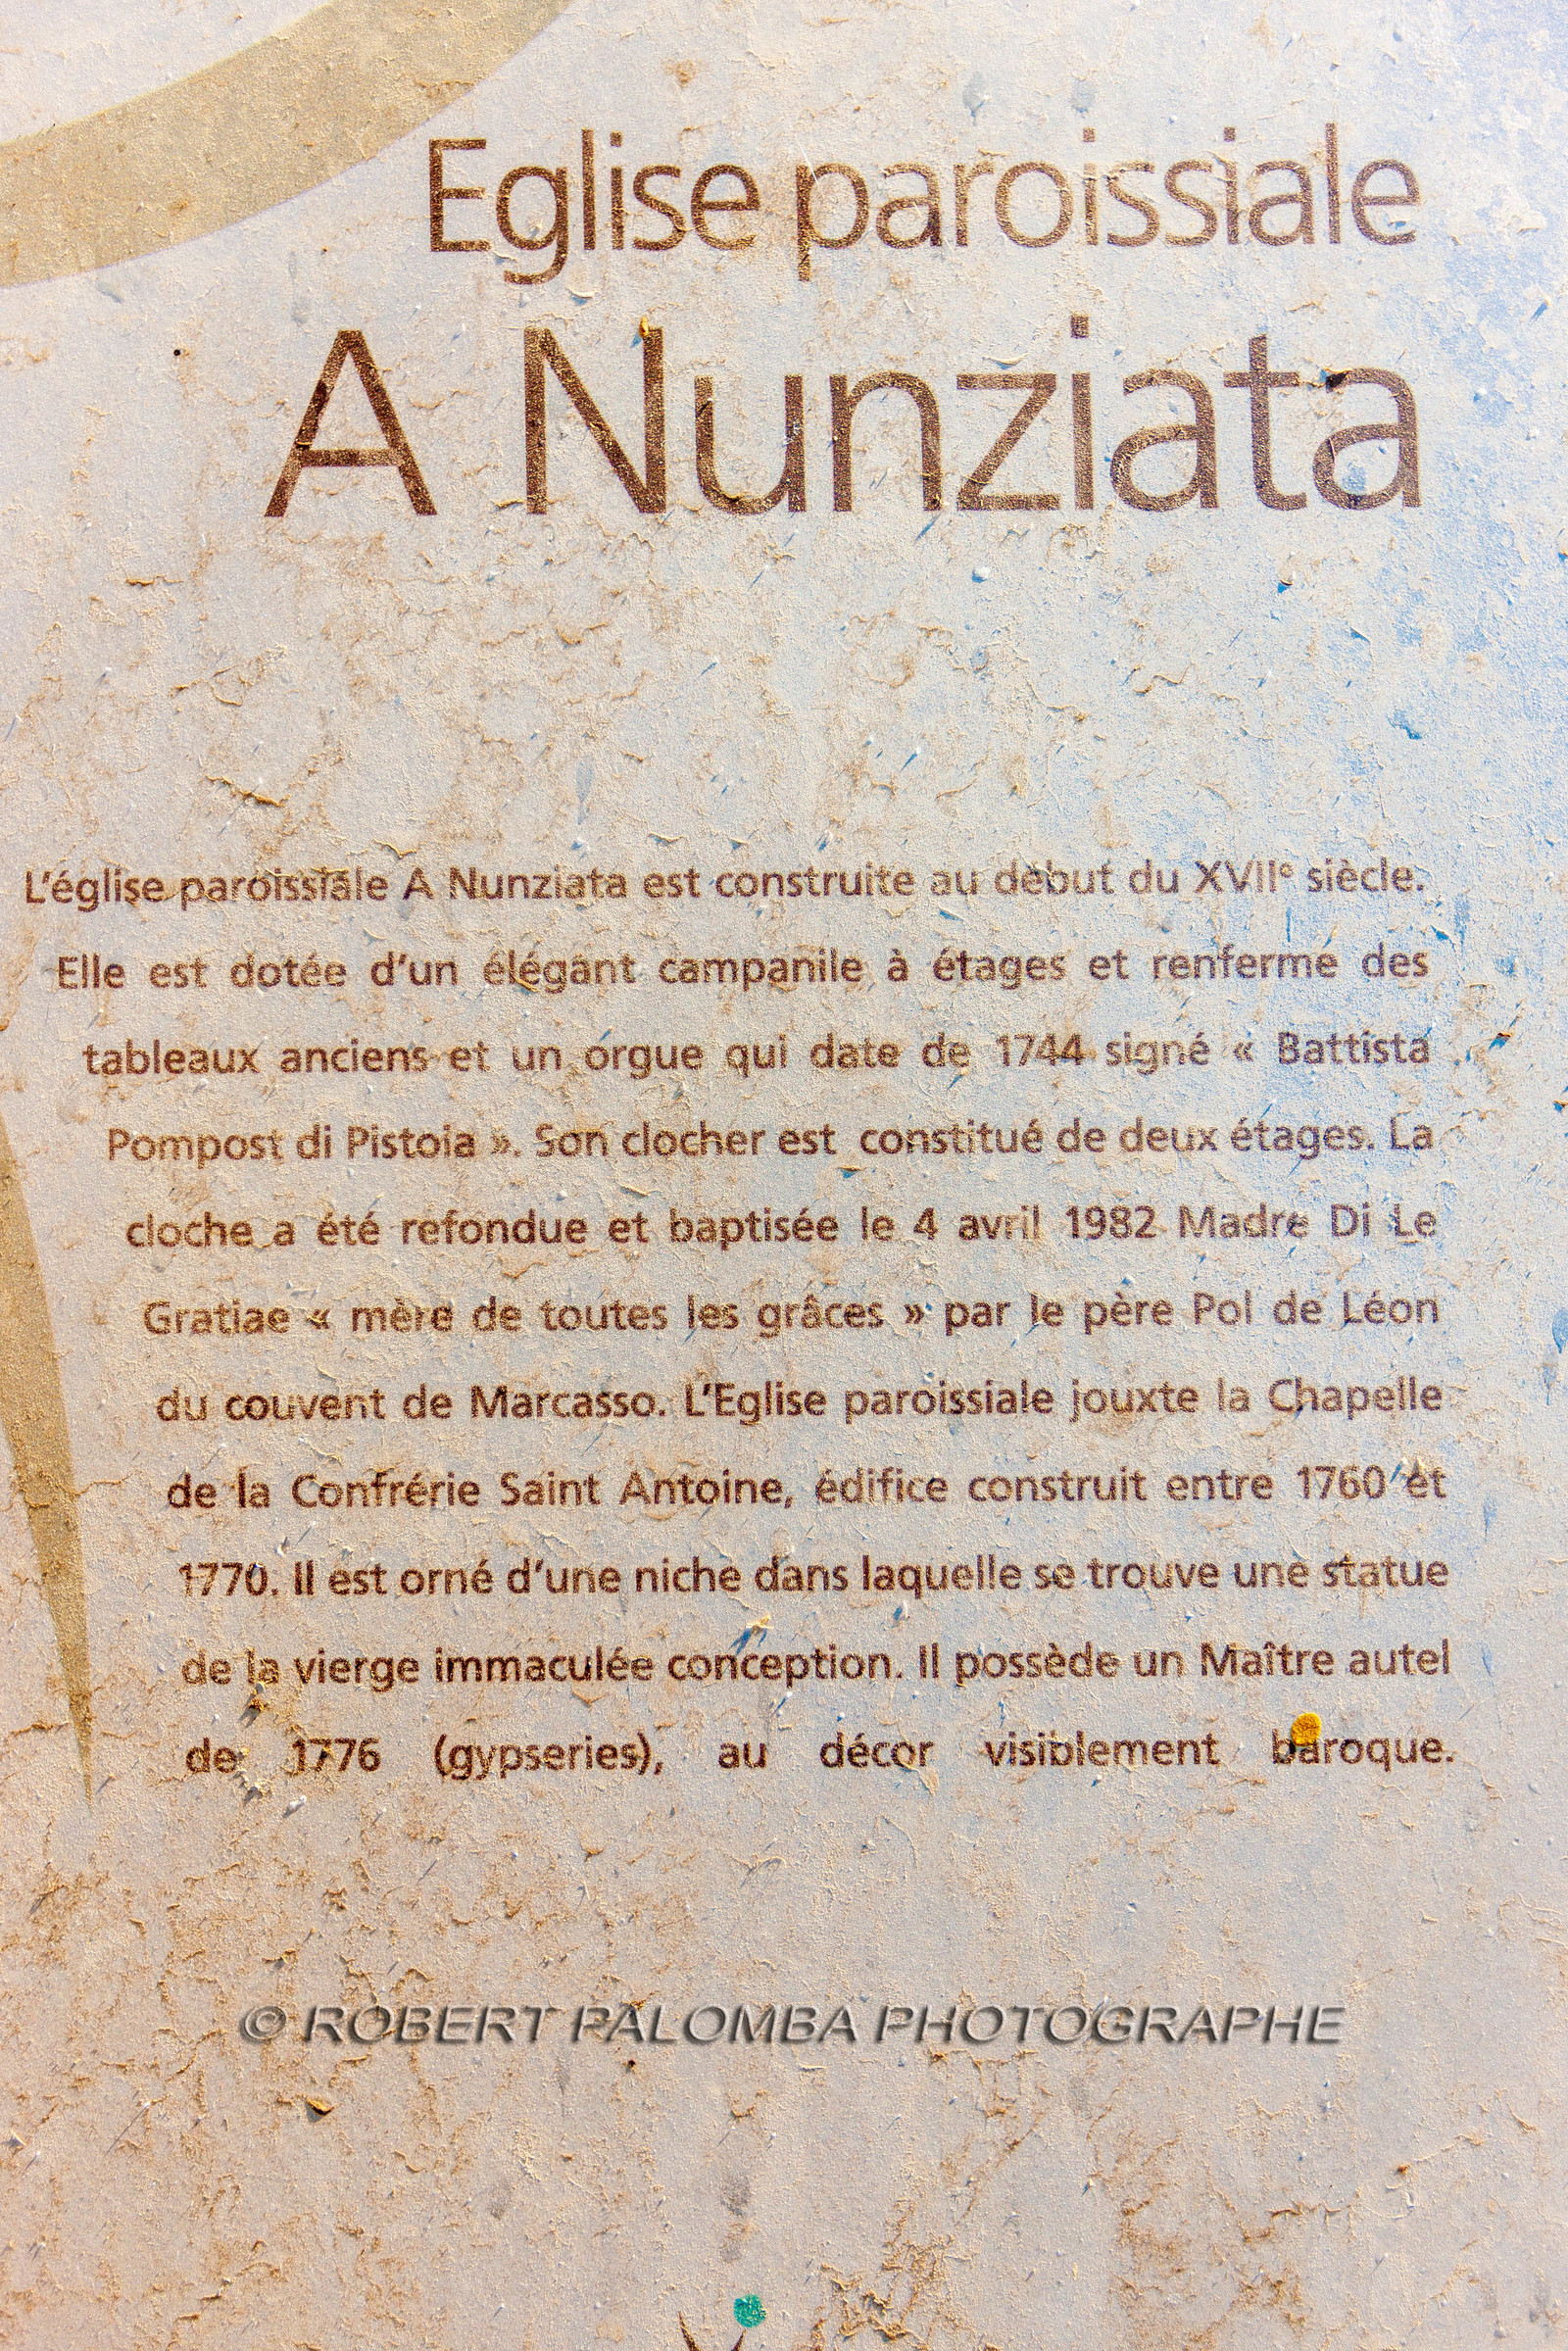 Eglise paroissiale
A Nunziata
L'église paroissiale A Nunziata est construite au début du XVIIe siècle.
Elle est dotée d'un élégant campanile à étages et renferme des
tableaux anciens et un orgue qui date de 1744 signé « Battista
Pompost di Pistoia ». Son clocher est constitué de deux étages. La
cloche a été refondue et baptisée le 4 avril 1982 Madre Di Le
Gratiae « mère de toutes les grâces » par le père Pol de Léon
du couvent de Marcasso. L'Eglise paroissiale jouxte la Chapelle
de la Confrérie Saint Antoine, édifice construit entre 1760 et
1770. Il est orné d'une niche dans laquelle se trouve une statue
de la vierge immaculée conception. Il possède un Maître autel
de 1776 (gypseries), au décor visiblement baroque.
© ROBERT PALOMBA PHOTOGRAPHE